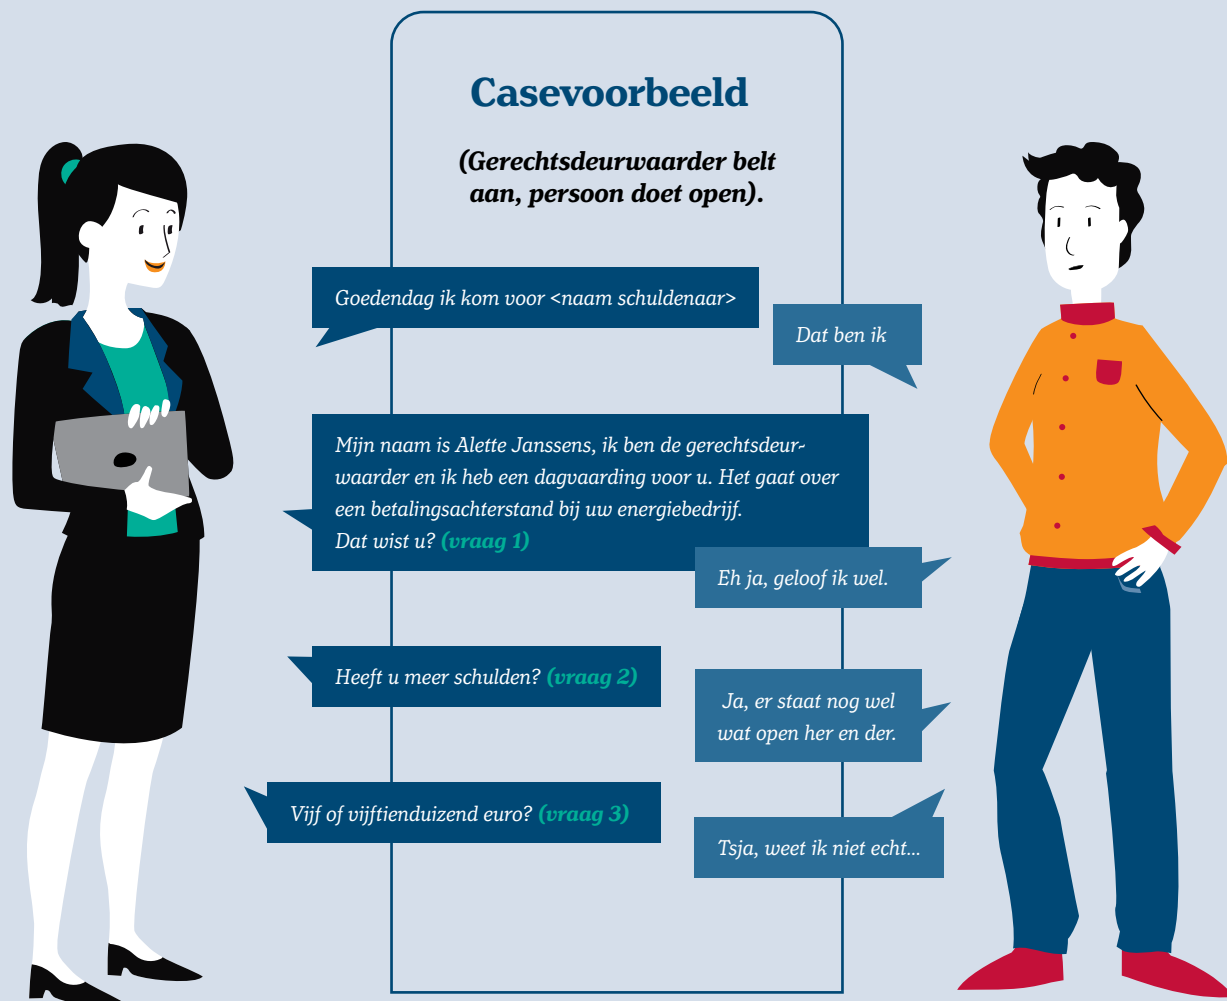 Casevoorbeeld
(Gerechtsdeurwaarder belt
aan, persoon doet open).
Goedendag ik kom voor <naam schuldenaar>
Dat ben ik
Mijn naam is Alette Janssens, ik ben de gerechtsdeur-
waarder en ik heb een dagvaarding voor u. Het gaat over
een betalingsachterstand bij uw energiebedrijf.
Dat wist u? (vraag 1)
Eh ja, geloof ik wel.
Heeft u meer schulden? (vraag 2)
Ja, er staat nog wel
wat open her en der.
Vijf of vijftienduizend euro? (vraag 3)
Tsja, weet ik niet echt...